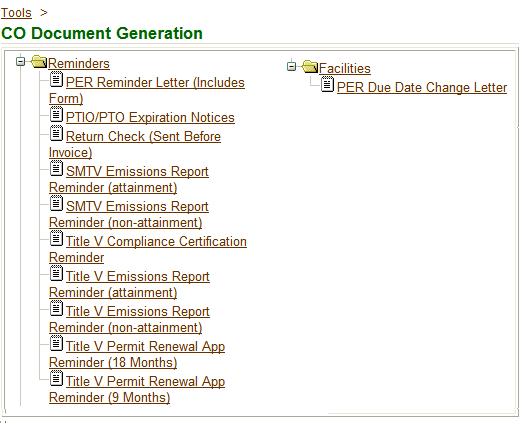 Tools >
CO Document Generation
Reminders
PER Reminder Letter (Includes
Form)
PTIO/PTO Expiration Notices
Return Check (Sent Before
Invoice)
SMTV Emissions Report
Reminder (attainment)
SMTV Emissions Report
Reminder (non-attainment)
Title V Compliance Certification
Reminder
Title V Emissions Report
Reminder (attainment)
Title V Emissions Report
Reminder (non-attainment)
Title V Permit Renewal App
Reminder (18 Months)
Title V Permit Renewal App
Reminder (9 Months)
Facilities
PER Due Date Change Letter